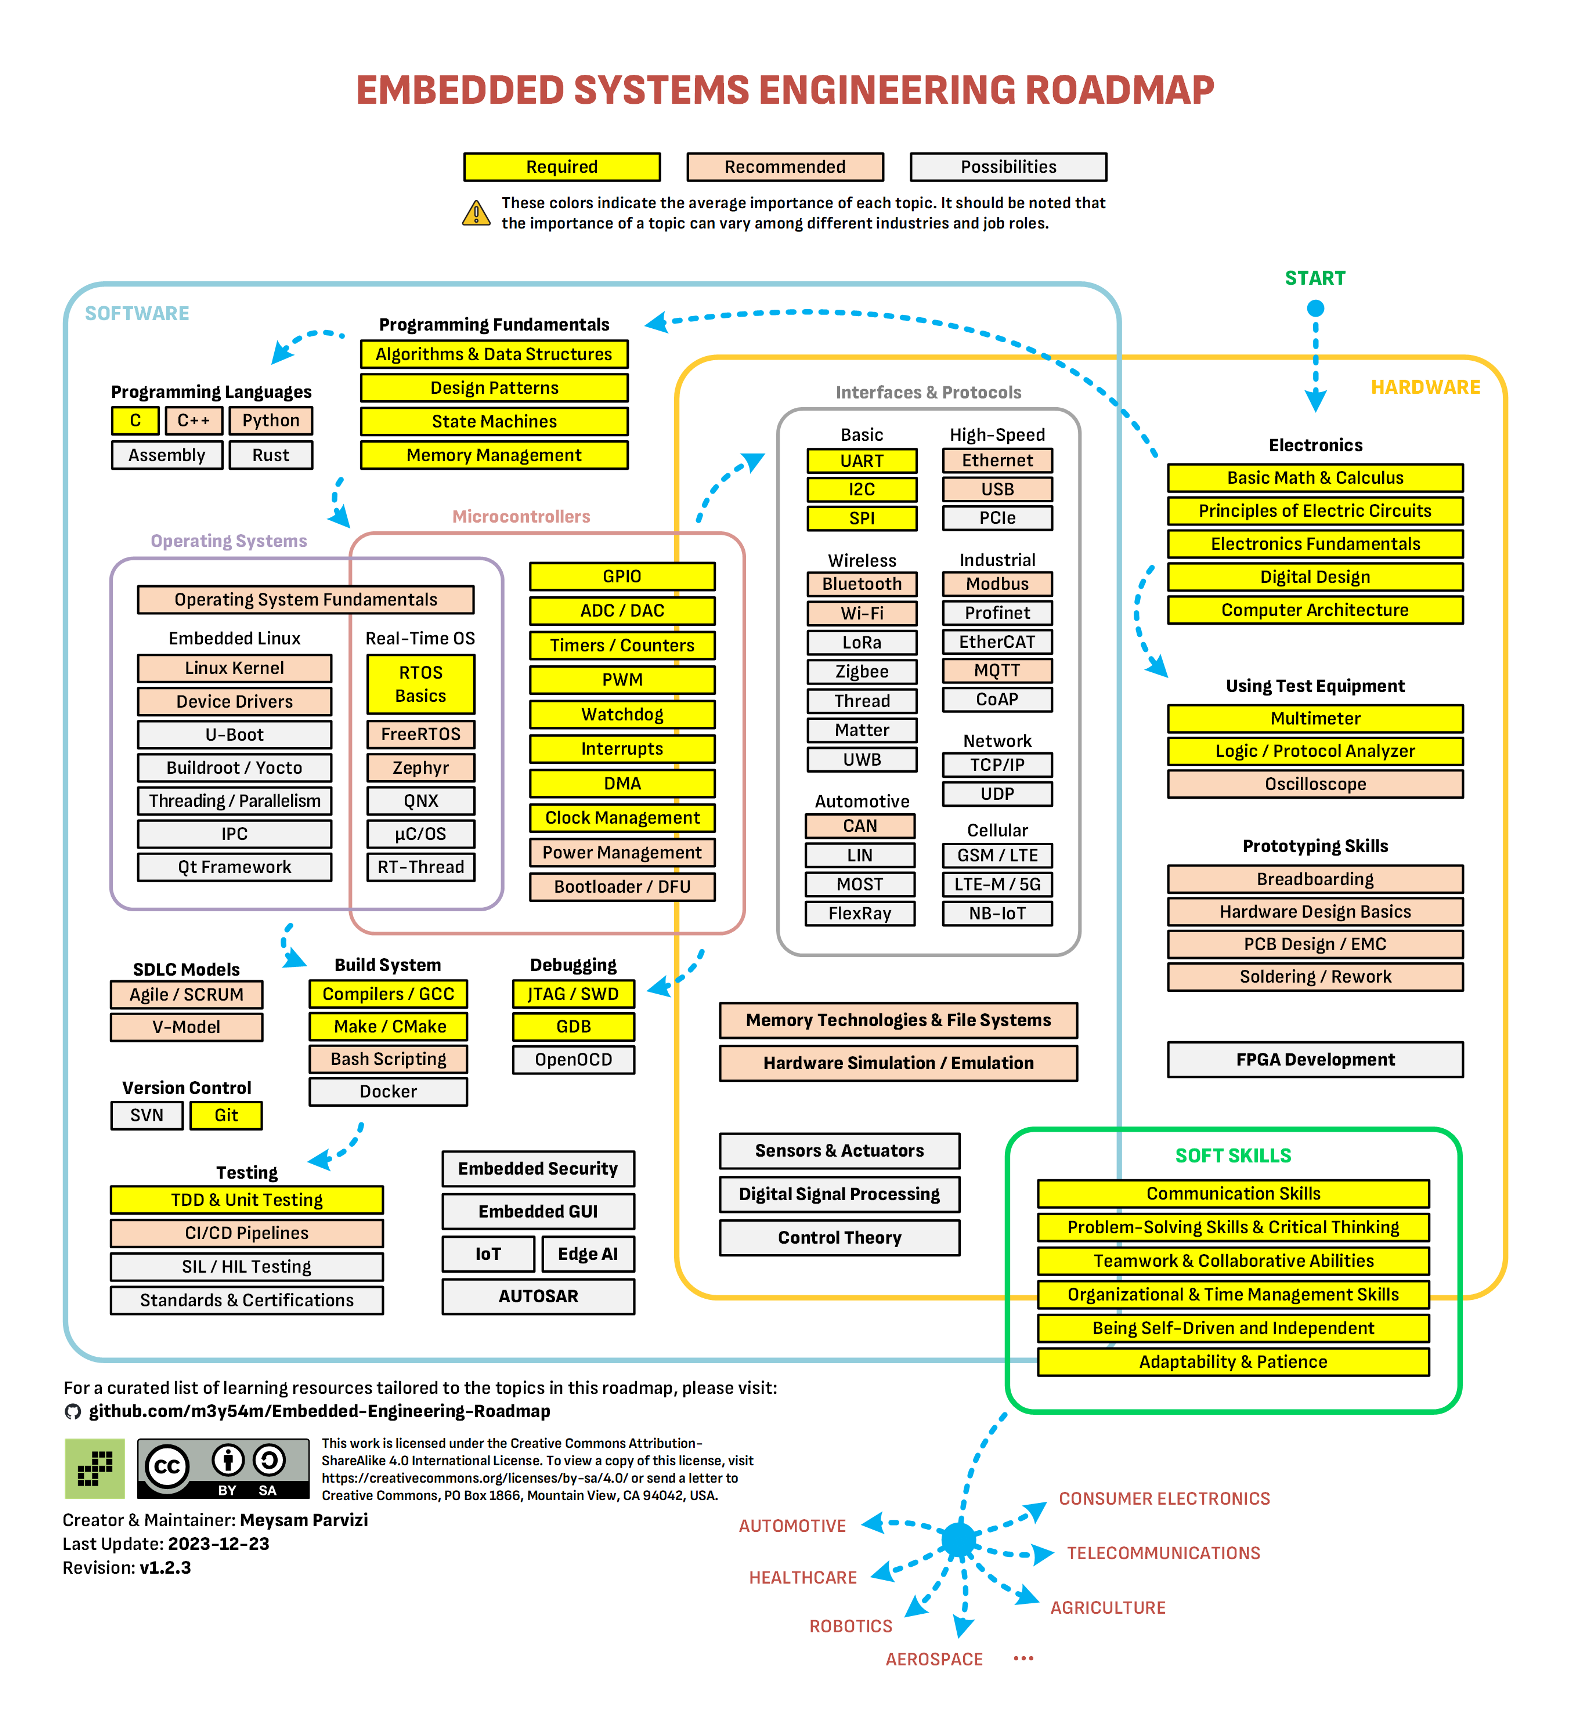 EMBEDDED SYSTEMS ENGINEERING ROADMAP
Required
Recommended
Possibilities
These colors indicate the average importance of each topic. It should be noted that
the importance of a topic can vary among different industries and job roles.
START
SOFTWARE
HARDWARE
Programming Fundamentals
Algorithms & Data Structures
Design Patterns
State Machines
Memory Management
Programming Languages
C
C++
Python
Assembly
Rust
Operating Systems
Operating System Fundamentals
Embedded Linux
Linux Kernel
Device Drivers
U-Boot
Buildroot / Yocto
Threading / Parallelism
IPC
Qt Framework
Real-Time OS
RTOS
Basics
FreeRTOS
Zephyr
QNX
µC/OS
RT-Thread
Microcontrollers
GPIO
ADC / DAC
Timers / Counters
PWM
Watchdog
Interrupts
DMA
Clock Management
Power Management
Bootloader / DFU
Interfaces & Protocols
Basic
UART
I2C
SPI
High-Speed
Ethernet
USB
PCIe
Wireless
Bluetooth
Wi-Fi
LoRa
Zigbee
Thread
Matter
UWB
Industrial
Modbus
Profinet
EtherCAT
MQTT
CoAP
Network
TCP/IP
UDP
Automotive
CAN
LIN
MOST
FlexRay
Cellular
GSM / LTE
LTE-M / 5G
NB-IoT
Electronics
Basic Math & Calculus
Principles of Electric Circuits
Electronics Fundamentals
Digital Design
Computer Architecture
Using Test Equipment
Multimeter
Logic / Protocol Analyzer
Oscilloscope
Prototyping Skills
Breadboarding
Hardware Design Basics
PCB Design / EMC
Soldering / Rework
FPGA Development
SDLC Models
Agile / SCRUM
V-Model
Version Control
SVN
Git
Build System
Compilers / GCC
Make / CMake
Bash Scripting
Docker
Debugging
JTAG / SWD
GDB
OpenOCD
Memory Technologies & File Systems
Hardware Simulation / Emulation
Testing
TDD & Unit Testing
CI/CD Pipelines
SIL / HIL Testing
Standards & Certifications
Embedded Security
Embedded GUI
IoT
Edge AI
AUTOSAR
Sensors & Actuators
Digital Signal Processing
Control Theory
SOFT SKILLS
Communication Skills
Problem-Solving Skills & Critical Thinking
Teamwork & Collaborative Abilities
Organizational & Time Management Skills
Being Self-Driven and Independent
Adaptability & Patience
For a curated list of learning resources tailored to the topics in this roadmap, please visit:
github.com/m3y54m/Embedded-Engineering-Roadmap
cc
BY SA
This work is licensed under the Creative Commons Attribution-
ShareAlike 4.0 International License. To view a copy of this license, visit
https://creativecommons.org/licenses/by-sa/4.0/ or send a letter to
Creative Commons, PO Box 1866, Mountain View, CA 94042, USA.
Creator & Maintainer: Meysam Parvizi
Last Update: 2023-12-23
Revision: v1.2.3
CONSUMER ELECTRONICS
AUTOMOTIVE
TELECOMMUNICATIONS
HEALTHCARE
AGRICULTURE
ROBOTICS
AEROSPACE
...